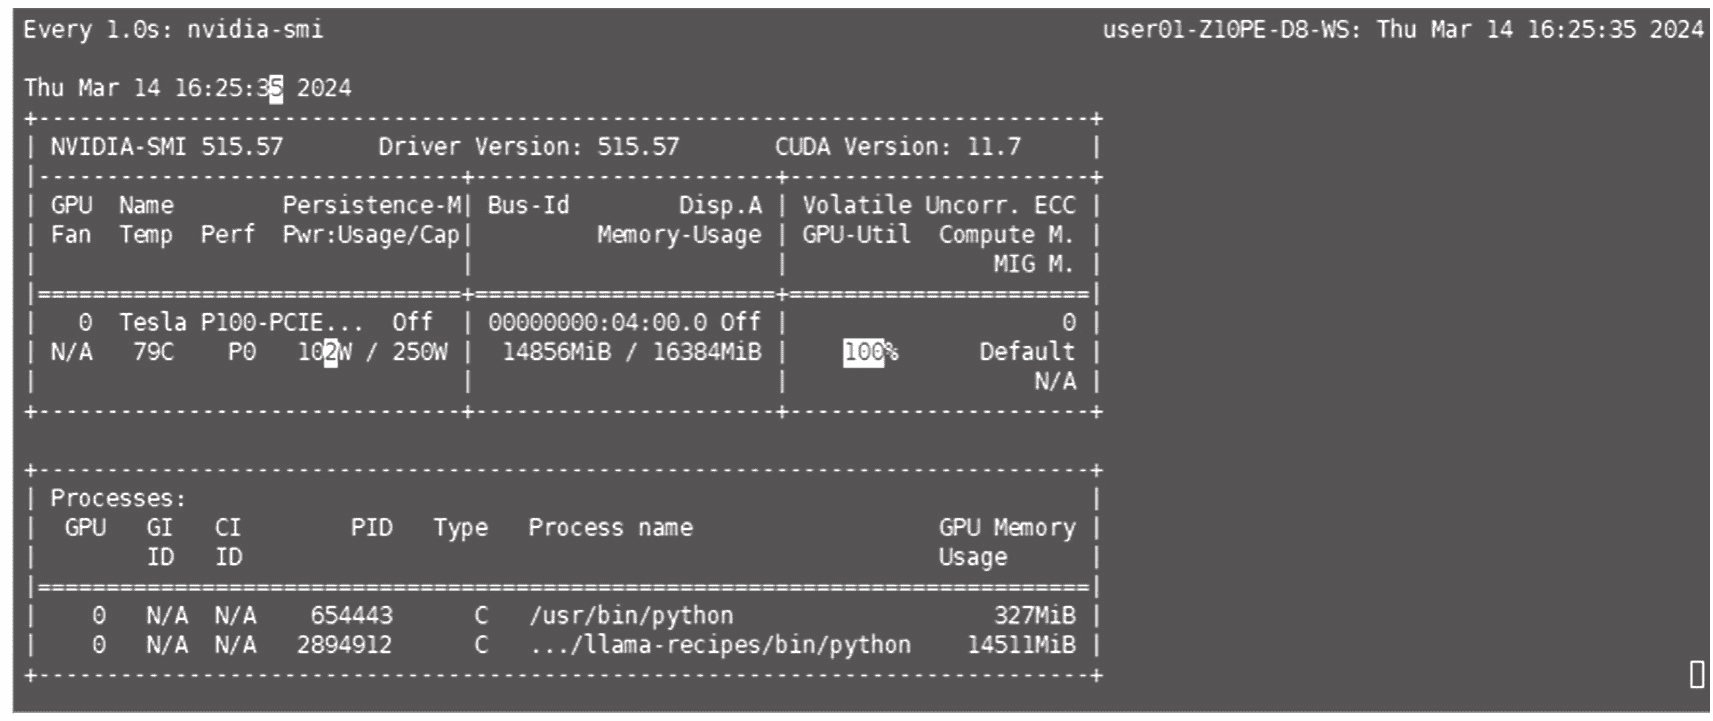 Every 1.0s: nvidia-smi user01-Z10PE-D8-WS: Thu Mar 14 16:25:35 2024
Thu Mar 14 16:25:35 2024
+-----------------------------------------------------------------------------+
| NVIDIA-SMI 515.57       Driver Version: 515.57       CUDA Version: 11.7     |
|-------------------------------+----------------------+----------------------+
| GPU  Name        Persistence-M| Bus-Id        Disp.A | Volatile Uncorr. ECC |
| Fan  Temp  Perf  Pwr:Usage/Cap|         Memory-Usage | GPU-Util  Compute M. |
|                               |                      |               MIG M. |
|===============================+======================+======================|
|   0  Tesla P100-PCIE...  Off  | 00000000:04:00.0 Off |                    0 |
| N/A   79C    P0   102W / 250W |  14856MiB / 16384MiB |    100%      Default |
|                               |                      |                  N/A |
+-------------------------------+----------------------+----------------------+
+-----------------------------------------------------------------------------+
| Processes:                                                                  |
|  GPU   GI   CI        PID   Type   Process name                  GPU Memory |
|        ID   ID                                                   Usage      |
|=============================================================================|
|    0   N/A  N/A    654443      C   /usr/bin/python                   327MiB |
|    0   N/A  N/A   2894912      C   .../llama-recipes/bin/python    14511MiB |
+-----------------------------------------------------------------------------+